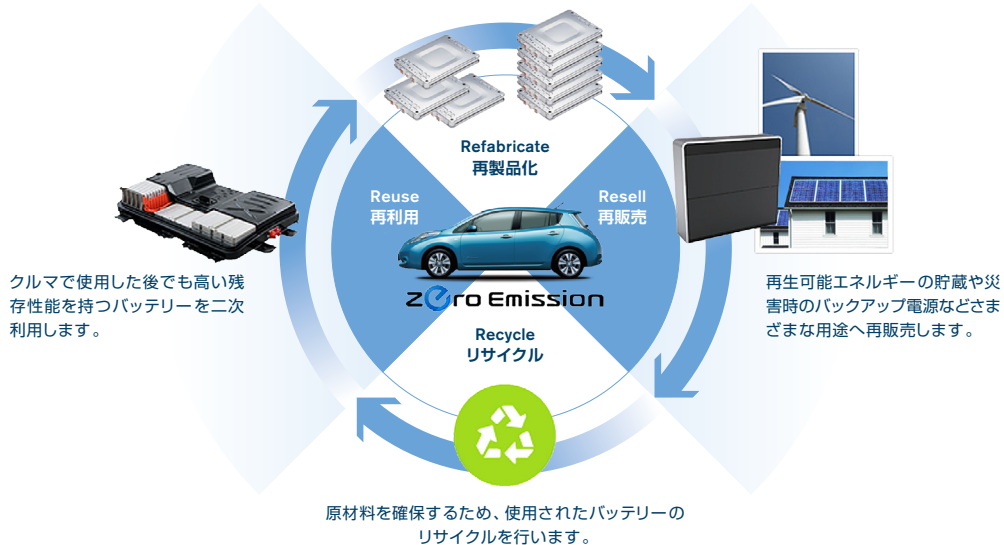 Refabricate
再製品化
Reuse
再利用
Resell
再販売
zero Emission
Recycle
リサイクル
クルマで使用した後でも高い残
存性能を持つバッテリーを二次
利用します。
再生可能エネルギーの貯蔵や災
害時のバックアップ電源などさま
ざまな用途へ再販売します。
原材料を確保するため、使用されたバッテリーの
リサイクルを行います。